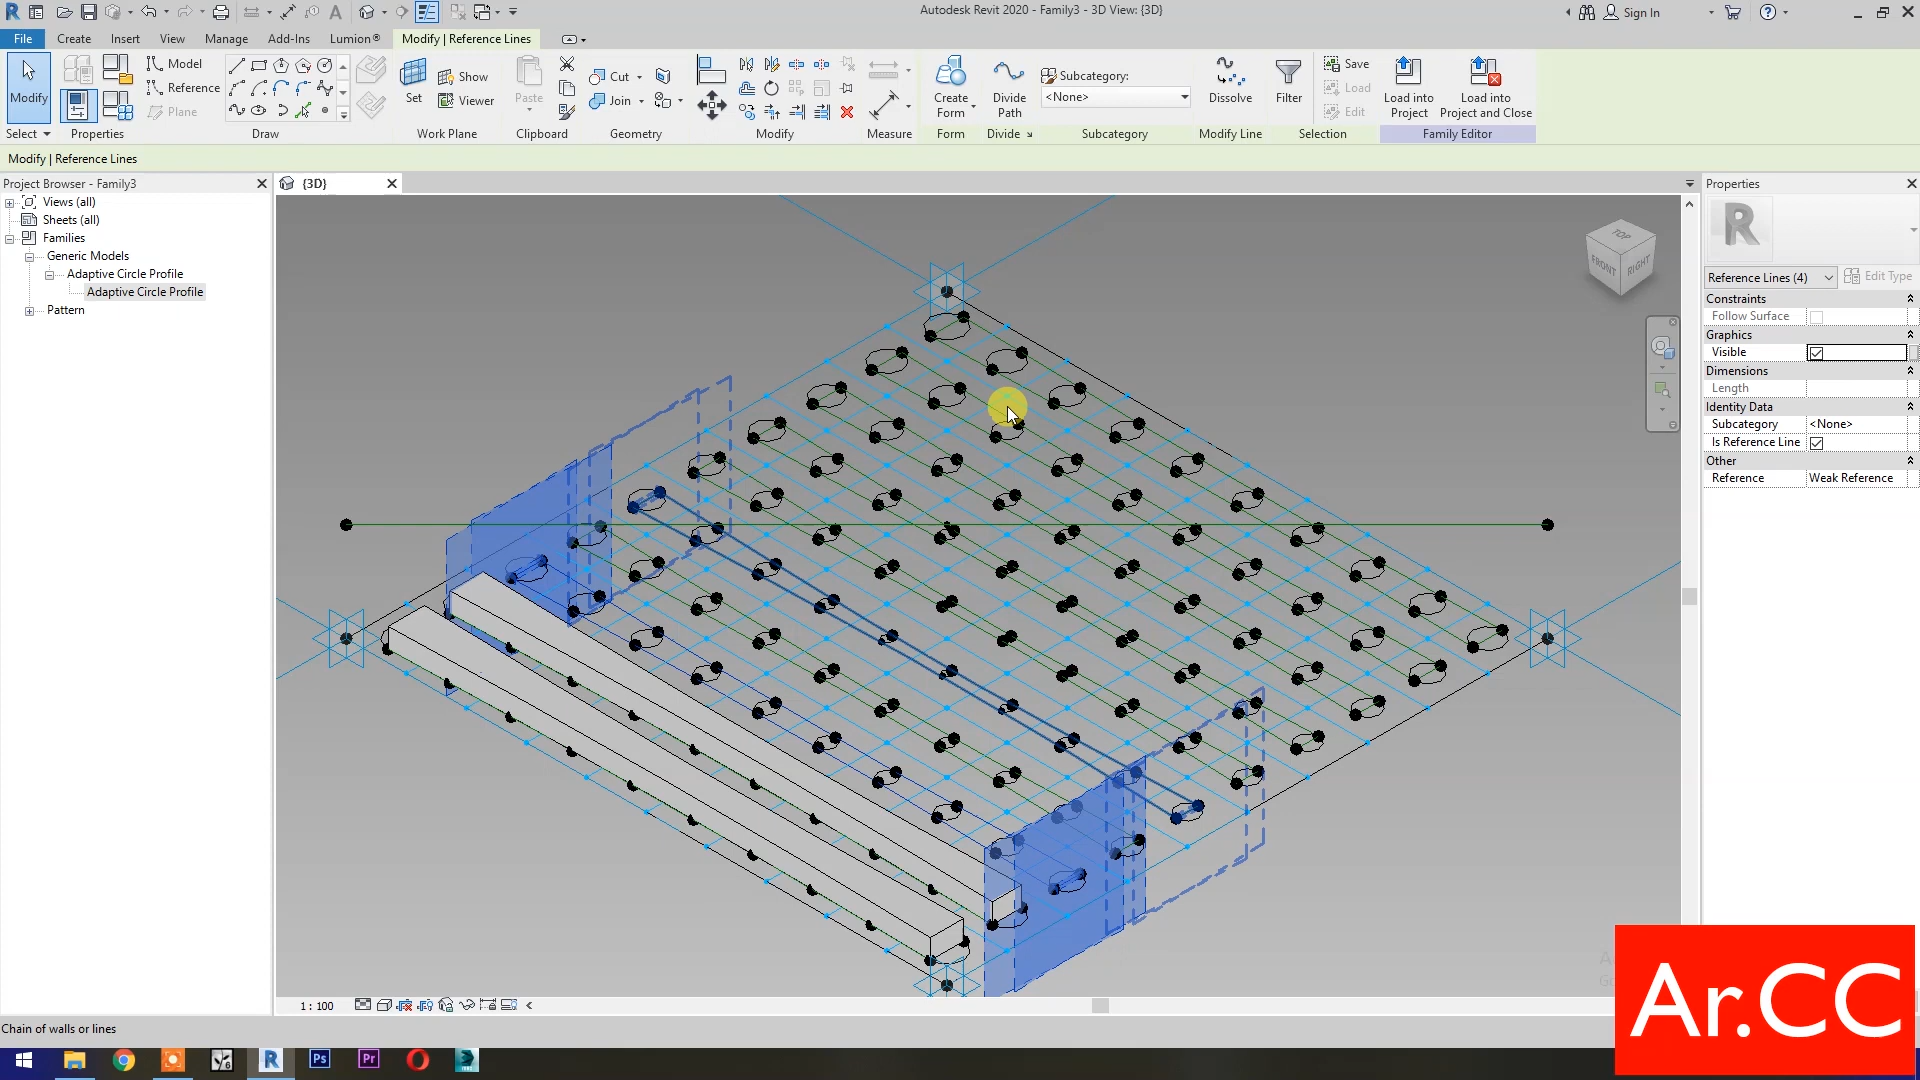 Autodesk Revit 2020 - Family3 - 3D View: {3D}
Sign In
File
Create
Insert
View
Manage
Add-Ins
Lumion®
Modify | Reference Lines
Modify
Model
Reference
Plane
Set
Show
Viewer
Paste
Cut
Join
Create Form
Divide Path
Subcategory:
<None>
Dissolve
Filter
Save
Load
Edit
Load into Project
Load into Project and Close
Select
Properties
Draw
Work Plane
Clipboard
Geometry
Modify
Measure
Form
Divide
Subcategory
Modify Line
Selection
Family Editor
Modify | Reference Lines
Project Browser - Family3
Views (all)
Sheets (all)
Families
Generic Models
Adaptive Circle Profile
Adaptive Circle Profile
Pattern
{3D}
TOP
FRONT
RIGHT
Properties
R
Reference Lines (4)
Edit Type
Constraints
Follow Surface
Graphics
Visible
Dimensions
Length
Identity Data
Subcategory
<None>
Is Reference Line
Other
Reference
Weak Reference
1 : 100
Chain of walls or lines
R
Ps
Pr
Ar.CC